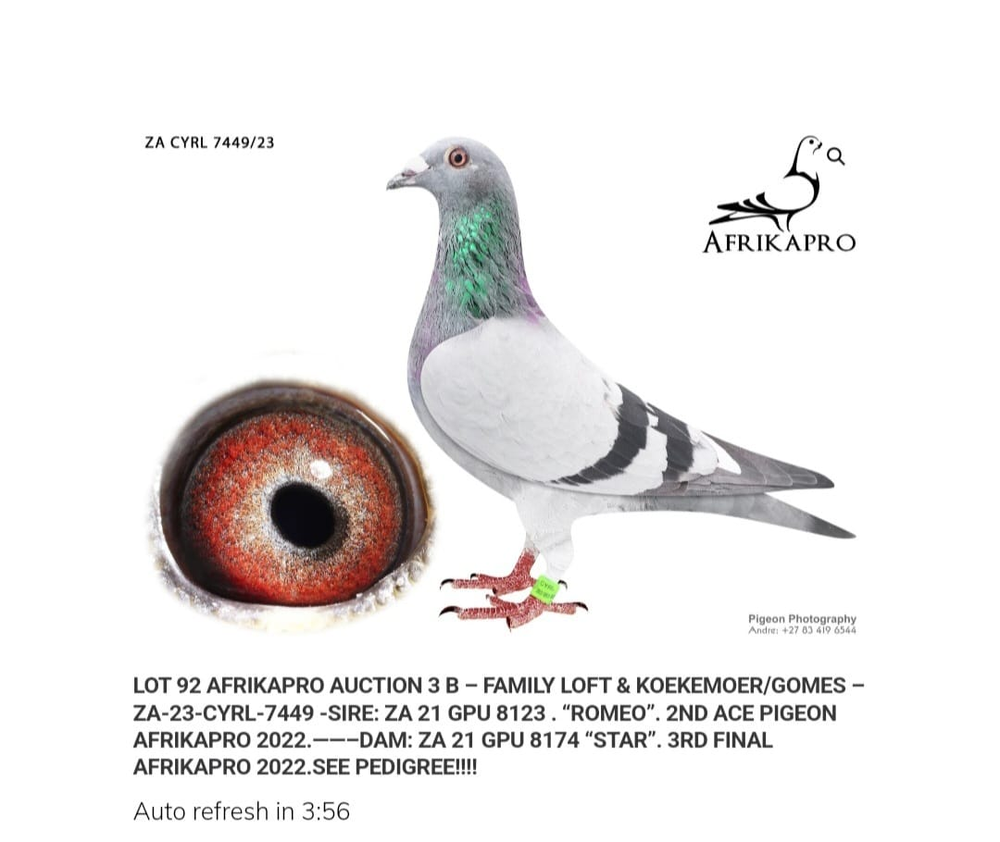 ZA CYRL 7449/23
AFRIKAPRO
CYRL
Pigeon Photography
Andre: +27 83 419 6544
LOT 92 AFRIKAPRO AUCTION 3 B – FAMILY LOFT & KOEKEMOER/GOMES –
ZA-23-CYRL-7449 -SIRE: ZA 21 GPU 8123 . “ROMEO”. 2ND ACE PIGEON
AFRIKAPRO 2022.———DAM: ZA 21 GPU 8174 “STAR”. 3RD FINAL
AFRIKAPRO 2022.SEE PEDIGREE!!!!
Auto refresh in 3:56